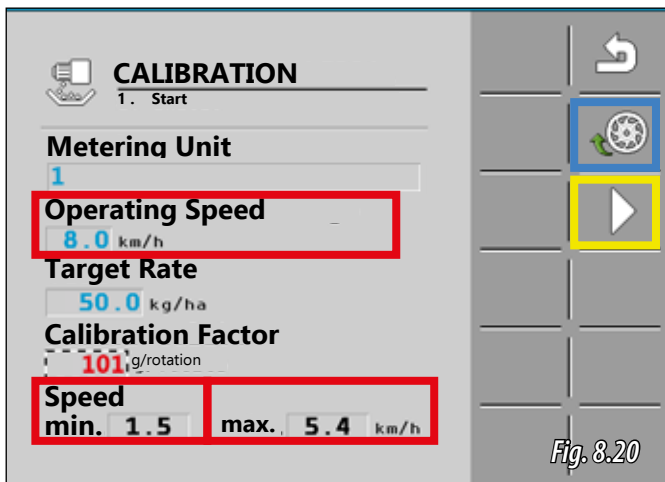 CALIBRATION
1. Start
Metering Unit
1
Operating Speed
8.0 km/h
Target Rate
50.0 kg/ha
Calibration Factor
101 g/rotation
Speed
min. 1.5 max. 5.4 km/h
Fig. 8.20